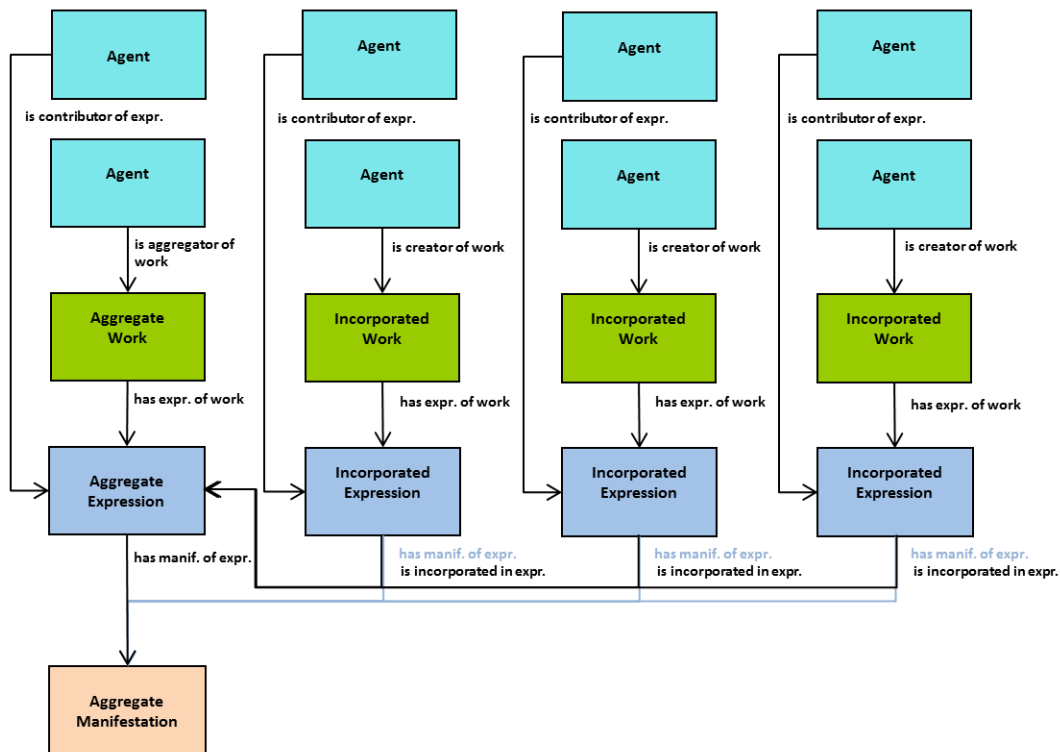 Agent
Agent
Agent
Agent
is contributor of expr.
is contributor of expr.
is contributor of expr.
is contributor of expr.
Agent
Agent
Agent
Agent
is aggregator of
work
is creator of work
is creator of work
is creator of work
Aggregate
Work
Incorporated
Work
Incorporated
Work
Incorporated
Work
has expr. of work
has expr. of work
has expr. of work
has expr. of work
Aggregate
Expression
Incorporated
Expression
Incorporated
Expression
Incorporated
Expression
has manif. of expr.
has manif. of expr.
is incorporated in expr.
has manif. of expr.
is incorporated in expr.
has manif. of expr.
is incorporated in expr.
Aggregate
Manifestation